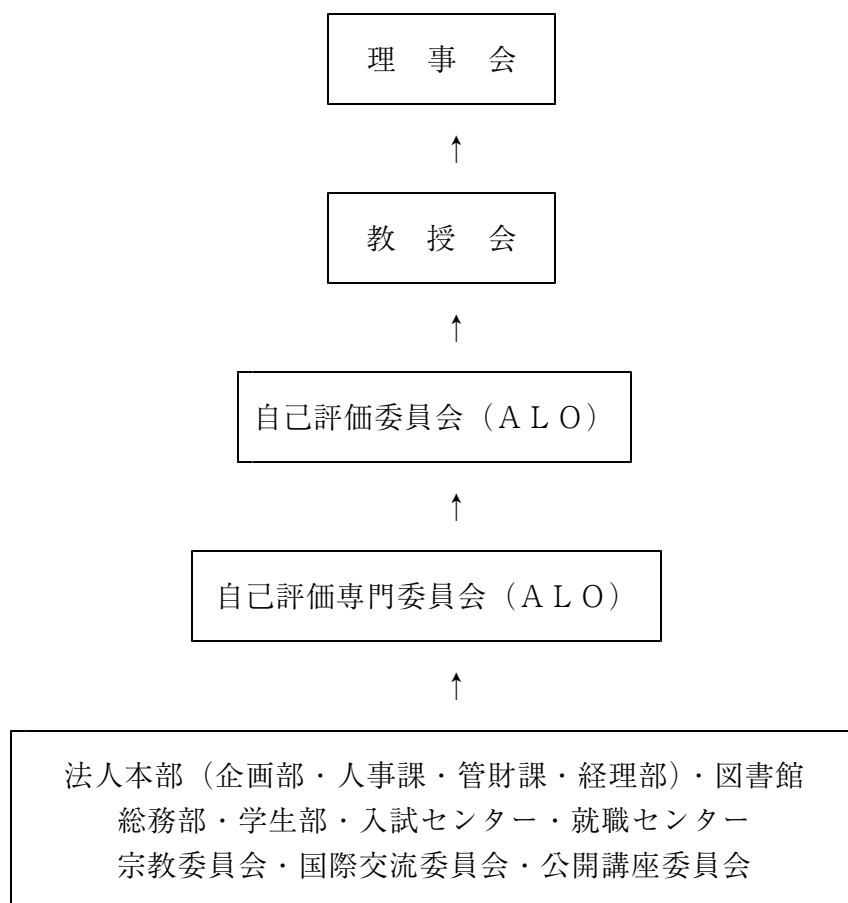 理　事　会
↑
教　授　会
↑
自己評価委員会（ＡＬＯ）
↑
自己評価専門委員会（ＡＬＯ）
↑
法人本部（企画部・人事課・管財課・経理部）・図書館
総務部・学生部・入試センター・就職センター
宗教委員会・国際交流委員会・公開講座委員会